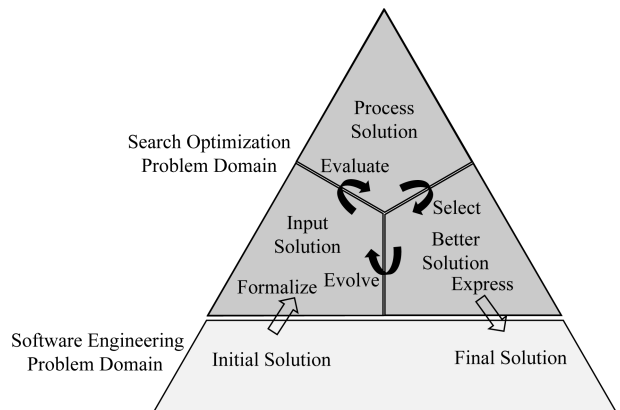 Process
Solution
Search Optimization
Problem Domain
Evaluate
Select
Input
Solution
Better
Solution
Evolve
Formalize
Express
Software Engineering
Problem Domain
Initial Solution
Final Solution